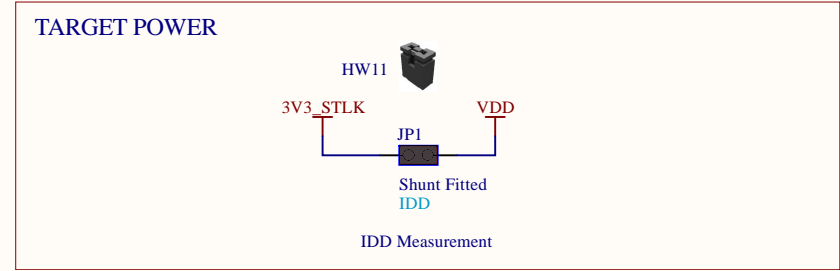 TARGET POWER
HW11
3V3_STLK
VDD
JP1
Shunt Fitted
IDD
IDD Measurement